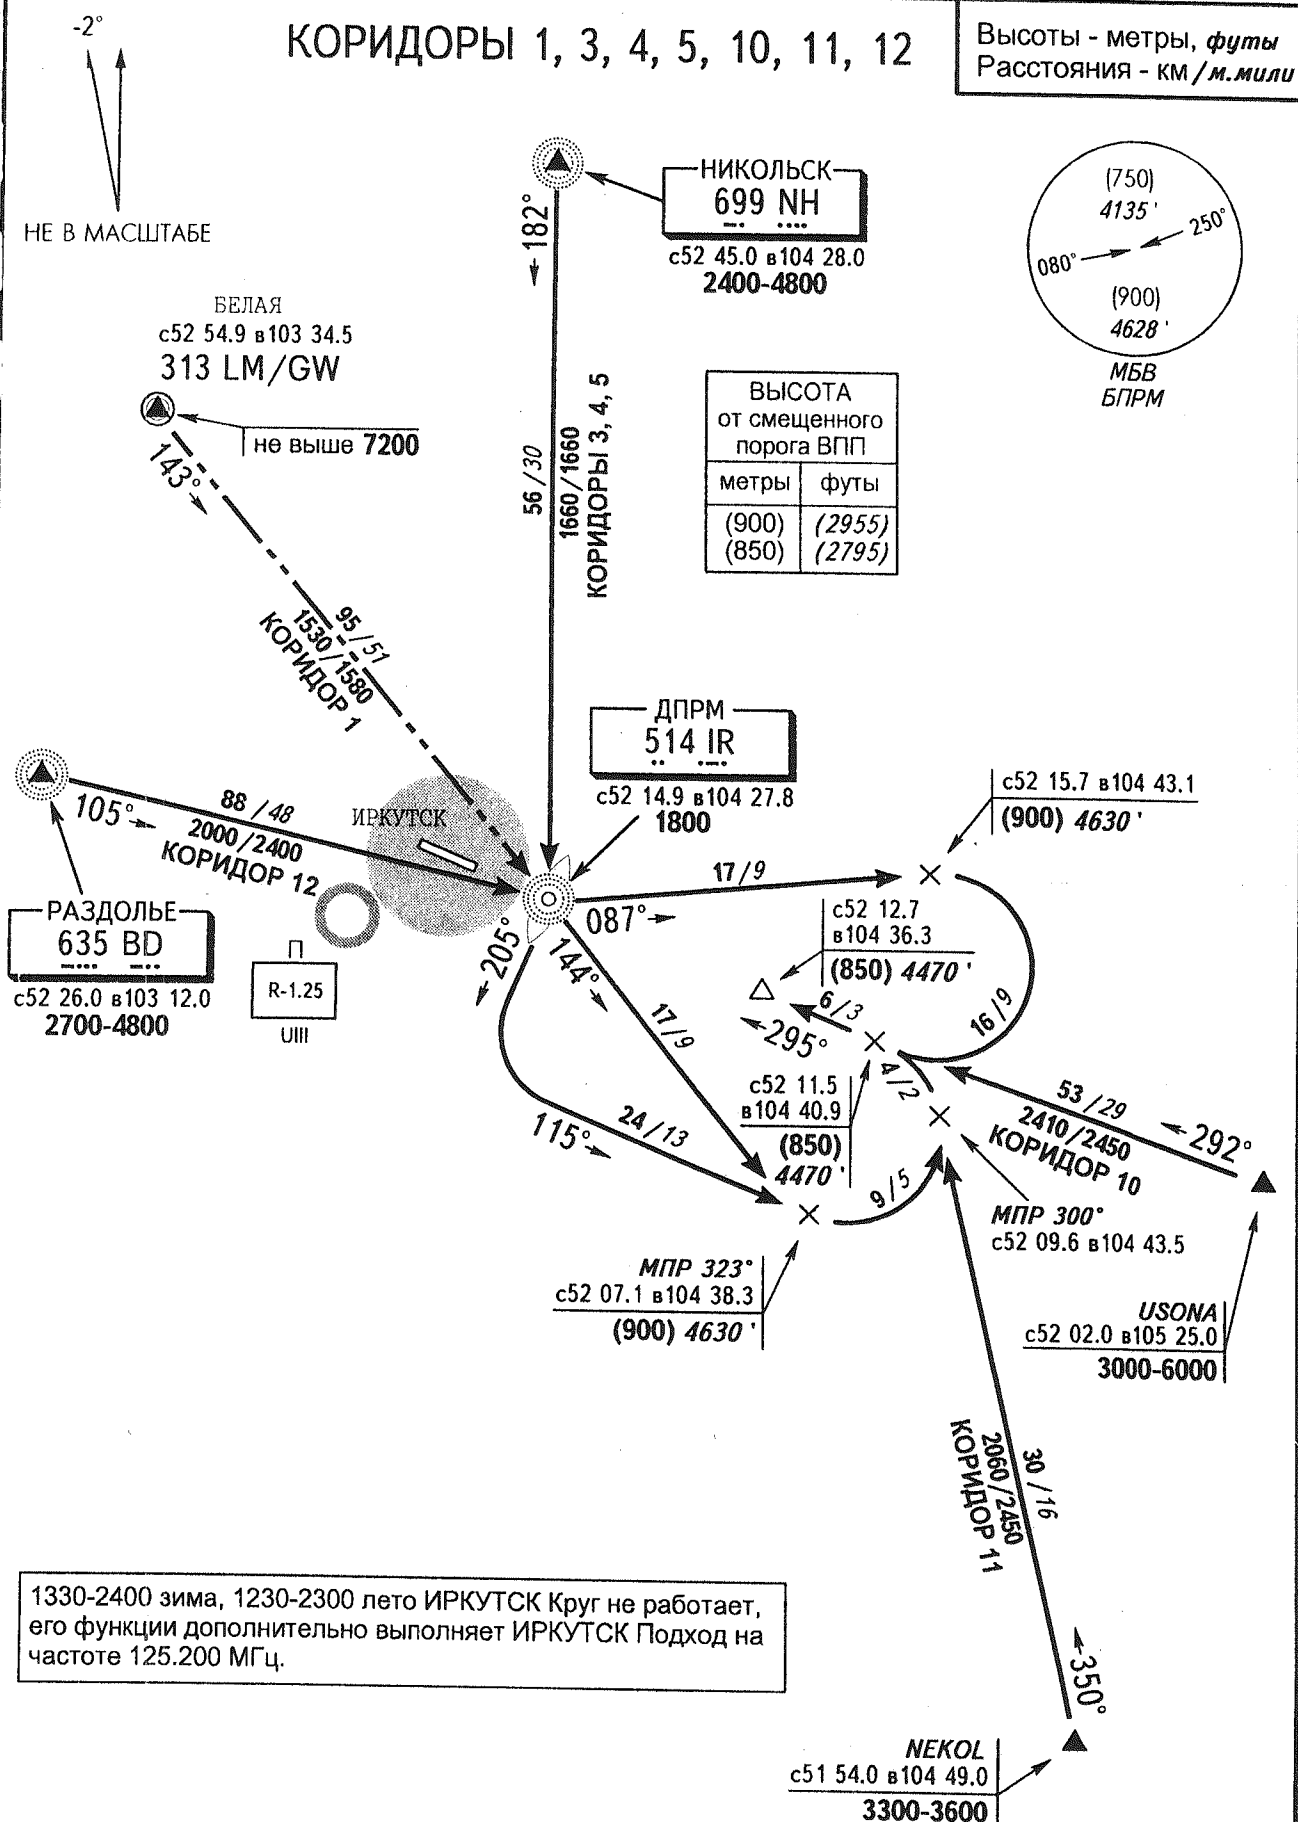 -2°
КОРИДОРЫ 1, 3, 4, 5, 10, 11, 12
Высоты - метры, футы
Расстояния - км/м.мили
НЕ В МАСШТАБЕ
182°
НИКОЛЬСК
699 NH
с52 45.0 в104 28.0
2400-4800
(750)
4135 '
250°
080°
(900)
4628 '
МБВ
БПРМ
БЕЛАЯ
с52 54.9 в103 34.5
313 LM/GW
не выше 7200
143°
95/51
1530/1580
КОРИДОР 1
56/30
1660/1660
КОРИДОРЫ 3, 4, 5
ВЫСОТА
от смещенного
порога ВПП
метры футы
(900) (2955)
(850) (2795)
ДПРМ
514 IR
с52 14.9 в104 27.8
1800
105°
88/48
2000/2400
КОРИДОР 12
ИРКУТСК
РАЗДОЛЬЕ
635 BD
с52 26.0 в103 12.0
2700-4800
П
R-1.25
UIII
с52 15.7 в104 43.1
(900) 4630 '
17/9
087°
205°
144°
17/9
с52 12.7
в104 36.3
(850) 4470 '
6/3
295°
16/9
4/2
с52 11.5
в104 40.9
(850)
4470 '
115°
24/13
9/5
53/29
2410/2450
КОРИДОР 10
292°
МПР 300°
с52 09.6 в104 43.5
МПР 323°
с52 07.1 в104 38.3
(900) 4630 '
USONA
с52 02.0 в105 25.0
3000-6000
30/16
2060/2450
КОРИДОР 11
350°
1330-2400 зима, 1230-2300 лето ИРКУТСК Круг не работает,
его функции дополнительно выполняет ИРКУТСК Подход на
частоте 125.200 МГц.
NEKOL
с51 54.0 в104 49.0
3300-3600